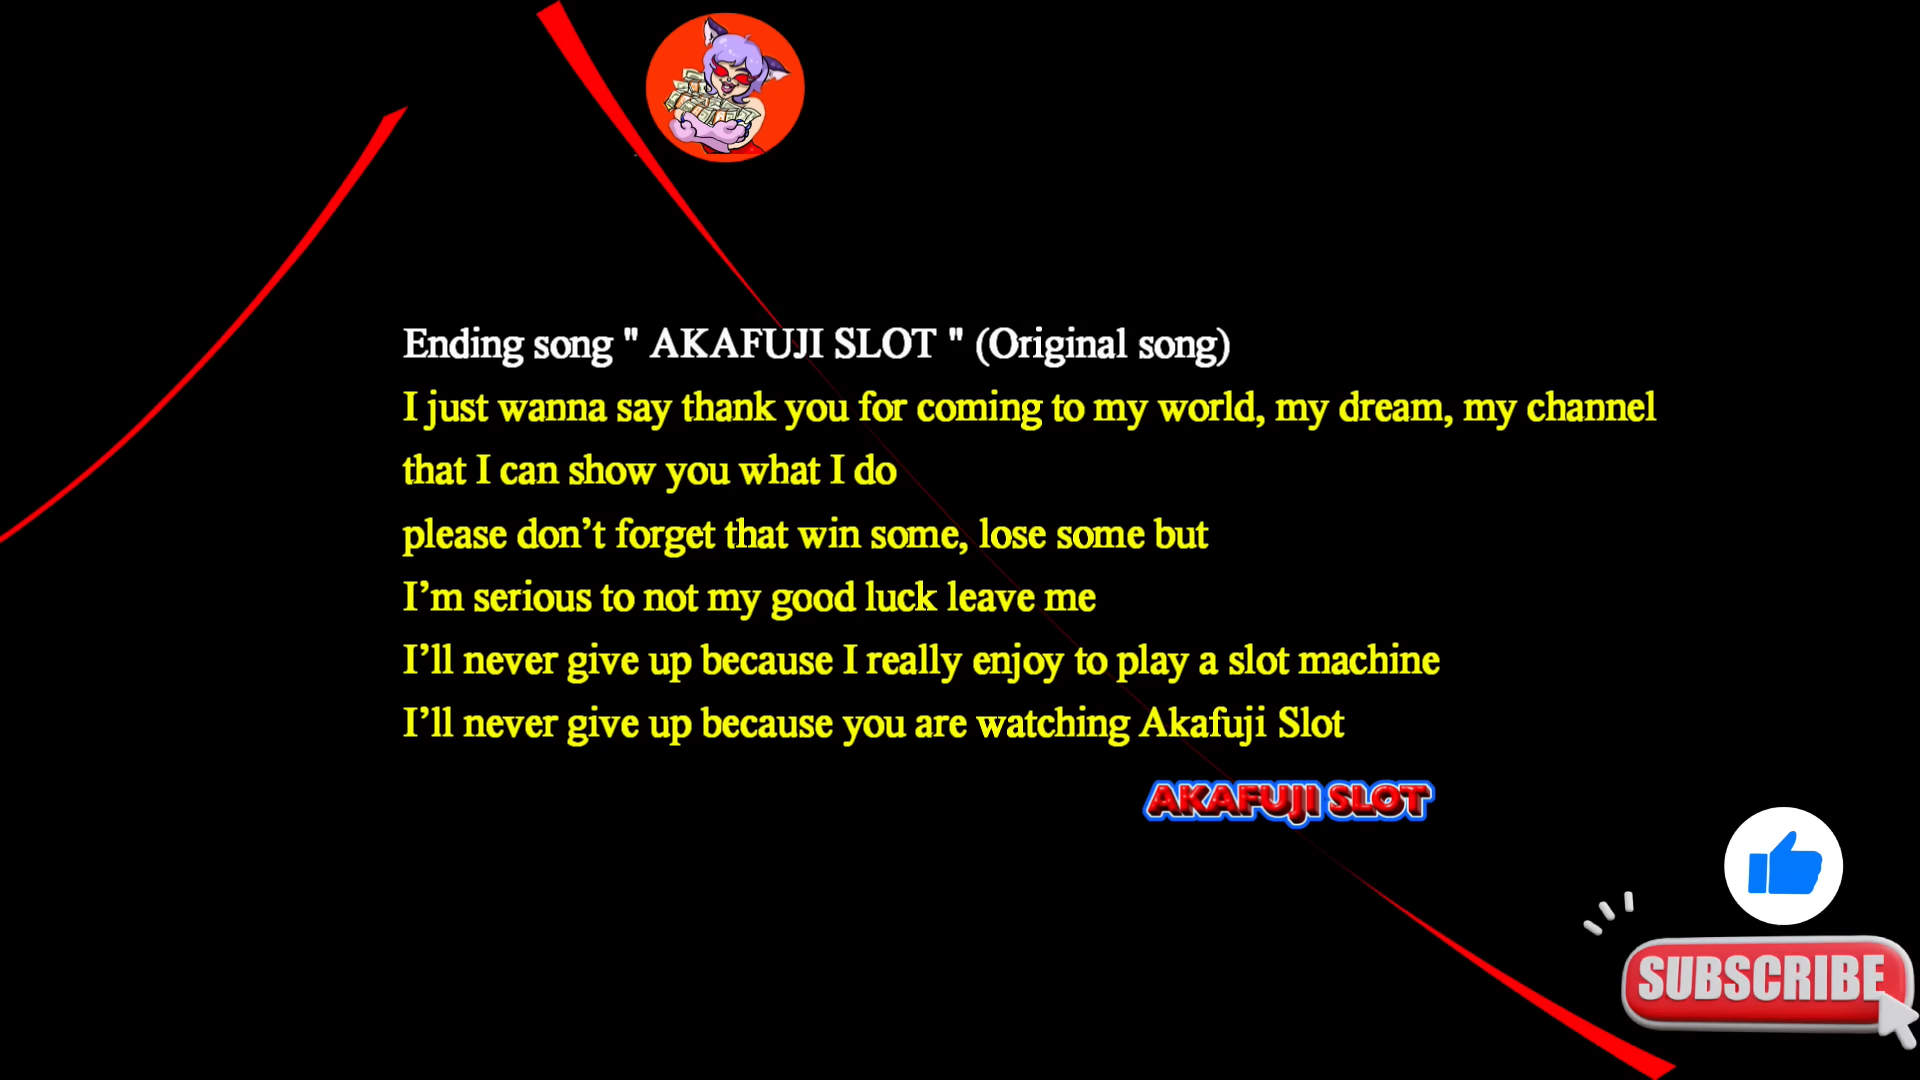 Ending song " AKAFUJI SLOT " (Original song)
I just wanna say thank you for coming to my world, my dream, my channel
that I can show you what I do
please don’t forget that win some, lose some but
I’m serious to not my good luck leave me
I’ll never give up because I really enjoy to play a slot machine
I’ll never give up because you are watching Akafuji Slot
AKAFUJI SLOT
SUBSCRIBE